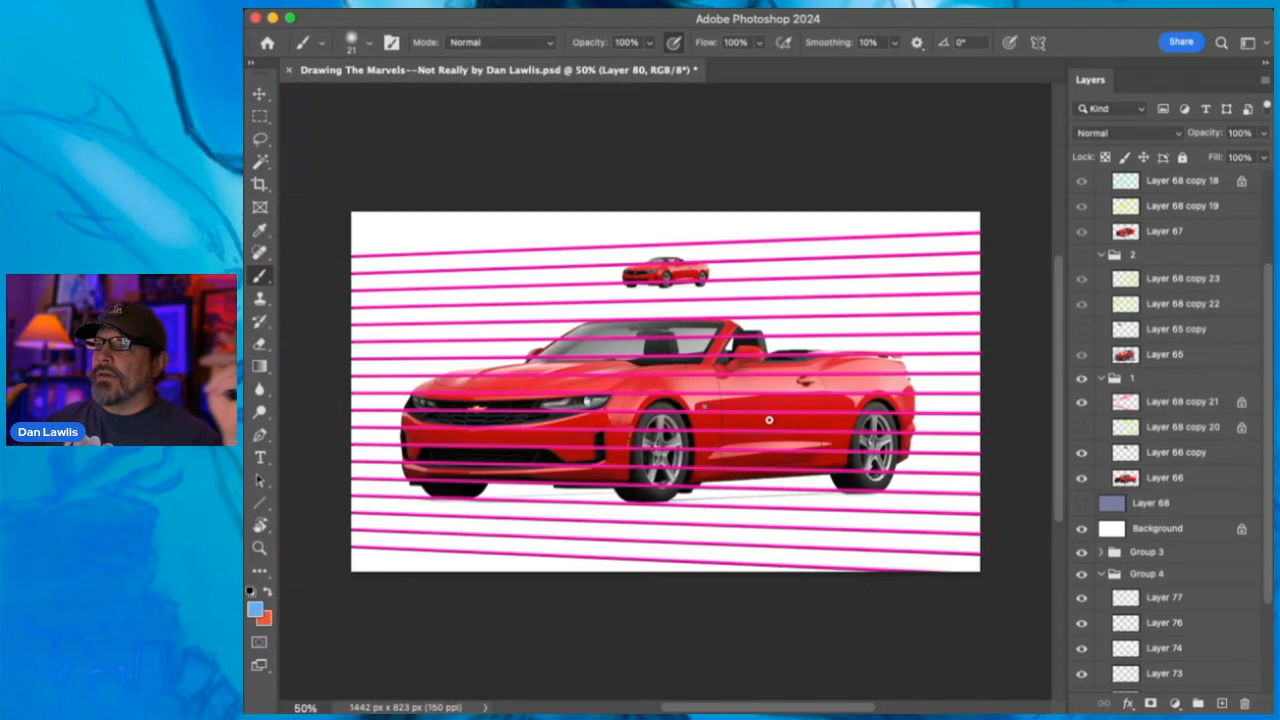 Adobe Photoshop 2024
21
Mode: Normal
Opacity: 100%
Flow: 100%
Smoothing: 10%
0°
Share
Drawing The Marvels--Not Really by Dan Lawlis.psd @ 50% (Layer 80, RGB/8*) *
Layers
Kind
Normal
Opacity: 100%
Lock:
Fill: 100%
Layer 68 copy 18
Layer 68 copy 19
Layer 67
2
Layer 68 copy 23
Layer 68 copy 22
Layer 65 copy
Layer 65
1
Layer 68 copy 21
Layer 68 copy 20
Layer 66 copy
Layer 66
Layer 68
Background
Group 3
Group 4
Layer 77
Layer 76
Layer 74
Layer 73
Dan Lawlis
50%
1442 px x 823 px (150 ppi)